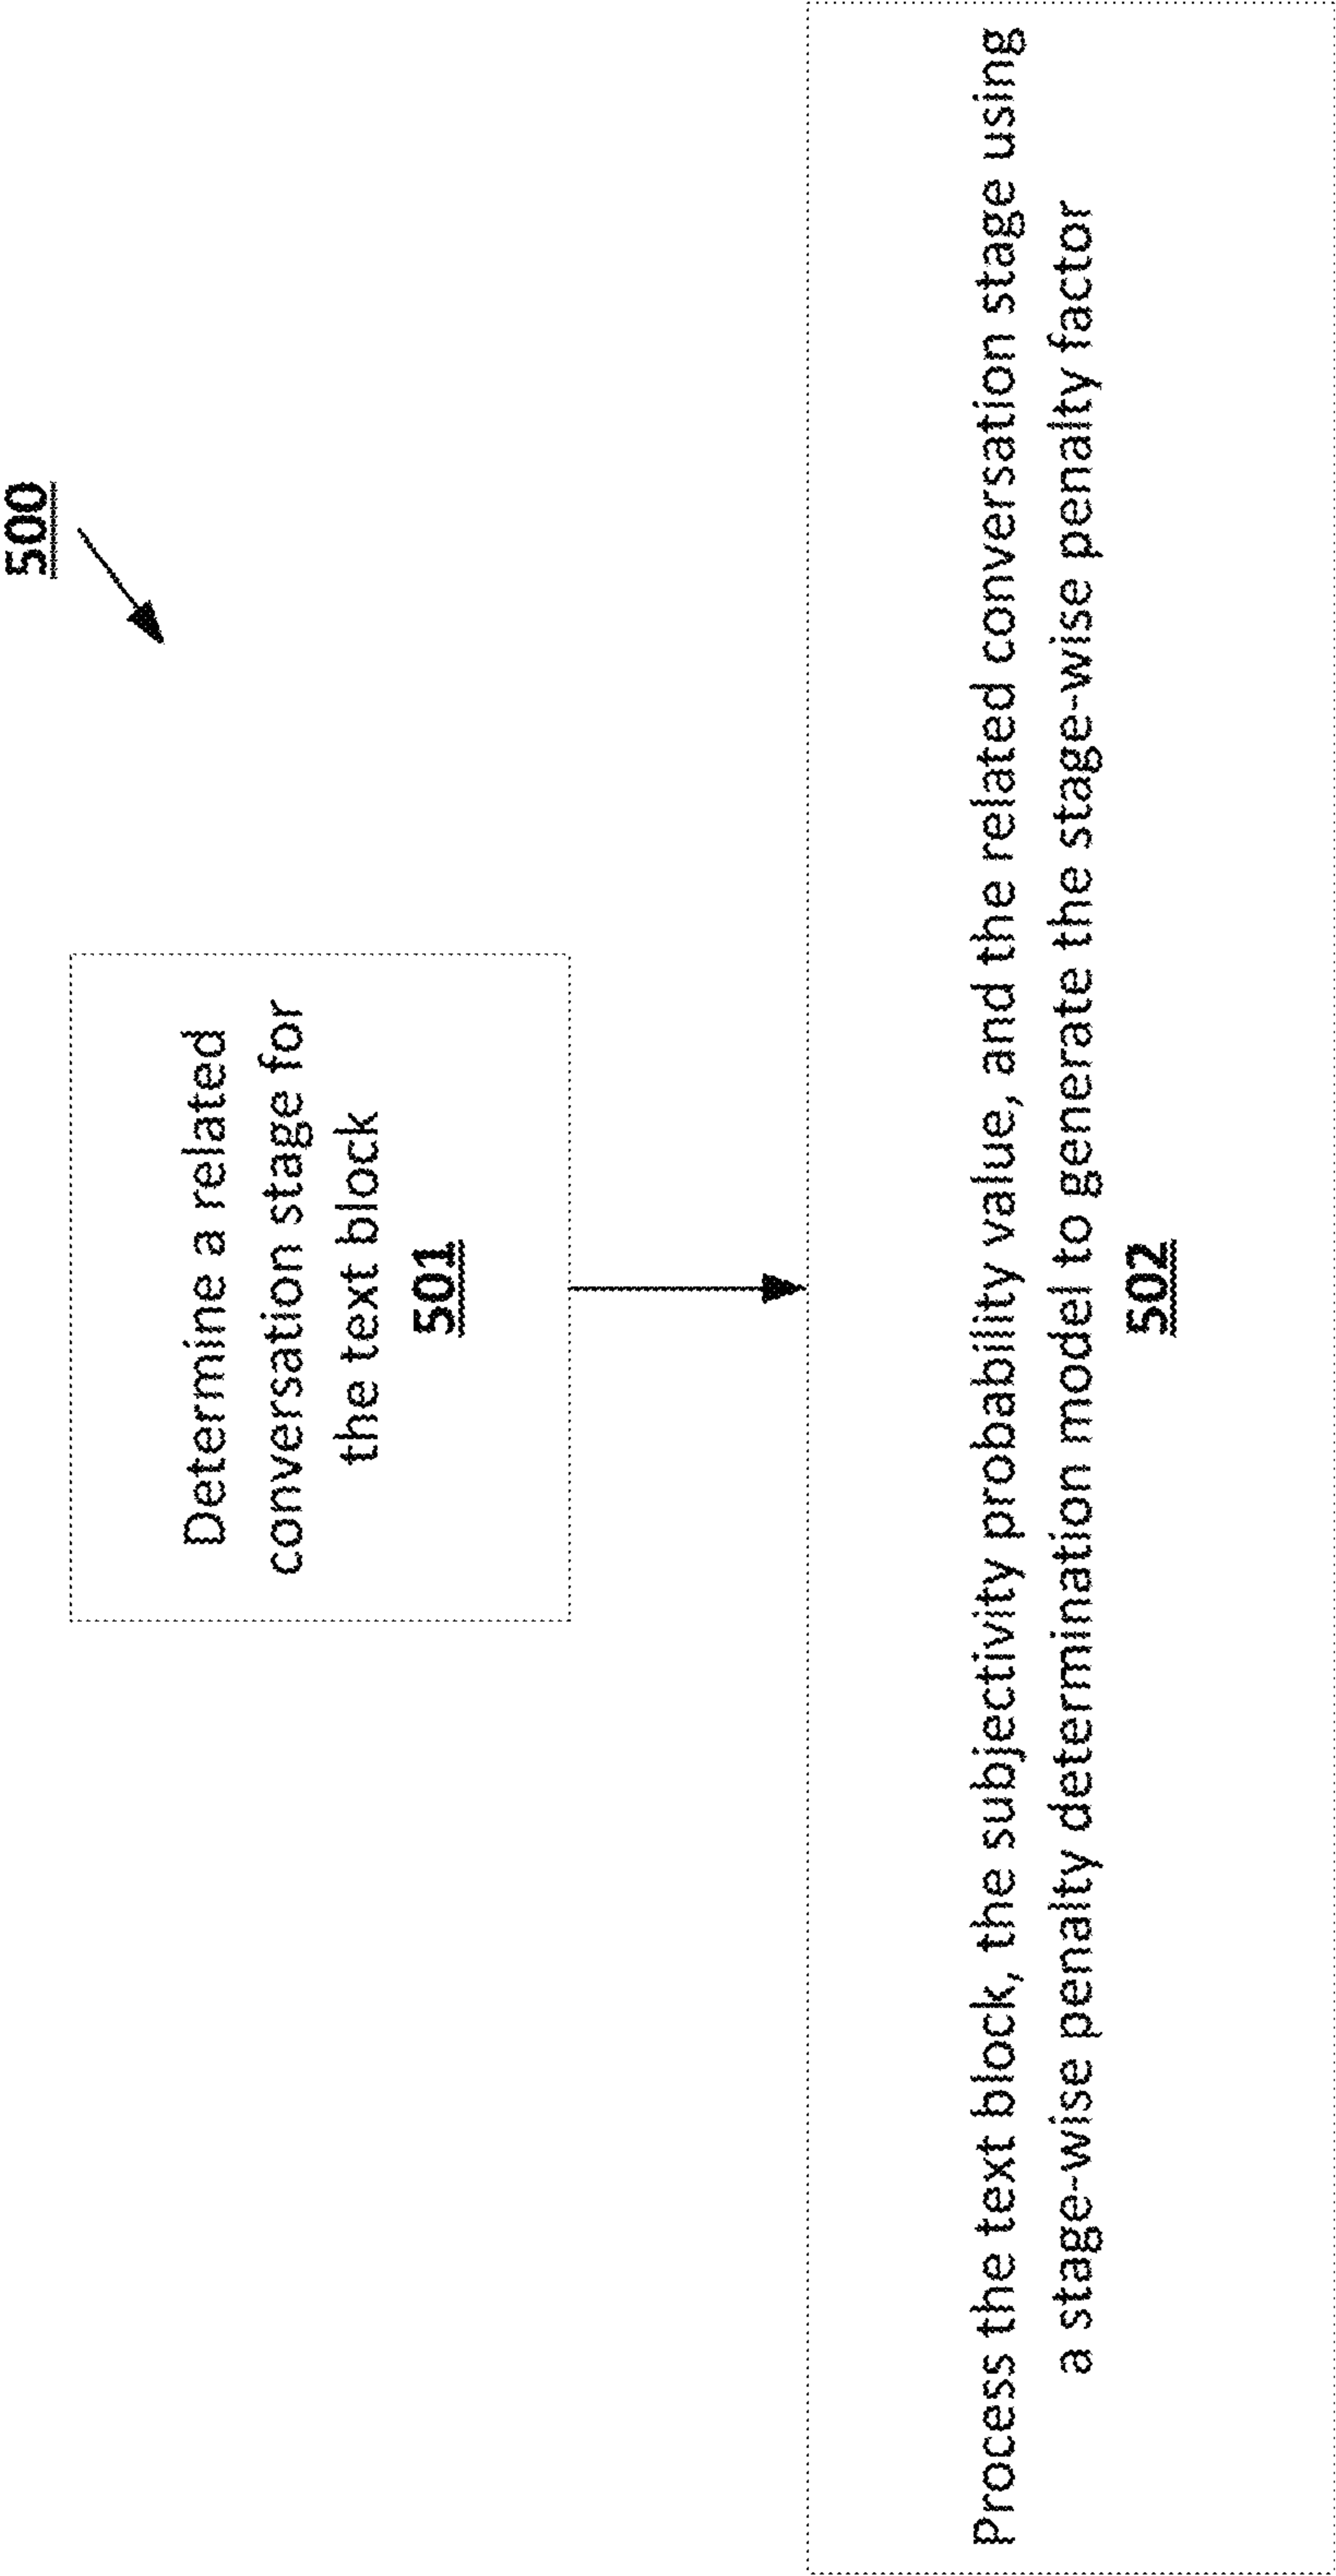 500
Determine a related
conversation stage for
the text block
501
Process the text block, the subjectivity probability value, and the related conversation stage using
a stage-wise penalty determination model to generate the stage-wise penalty factor
502